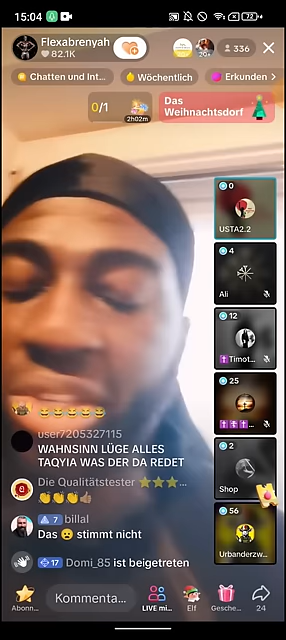 15:04
72
Flexabrenyah
82.1K
20+
336
Chatten und Int...
Wöchentlich
Erkunden
0/1
2h02m
Das
Weihnachtsdorf
0
USTA2.2
4
Ali
12
Timot...
25
2
Shop
56
Urbanderzw...
user7205327115
WAHNSINN LÜGE ALLES
TAQYIA WAS DER DA REDET
Die Qualitätstester ⭐⭐⭐...
👏👏👏👍🏽
7 billal
Das 😮 stimmt nicht
17 Domi_85 ist beigetreten
Abonn...
Kommenta...
LIVE mi...
Elf
Gesche...
24